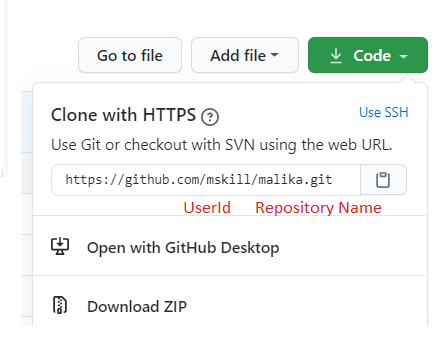 Go to file Add file Code
Clone with HTTPS ? Use SSH
Use Git or checkout with SVN using the web URL.
https://github.com/mskill/malika.git
UserId Repository Name
Open with GitHub Desktop
Download ZIP